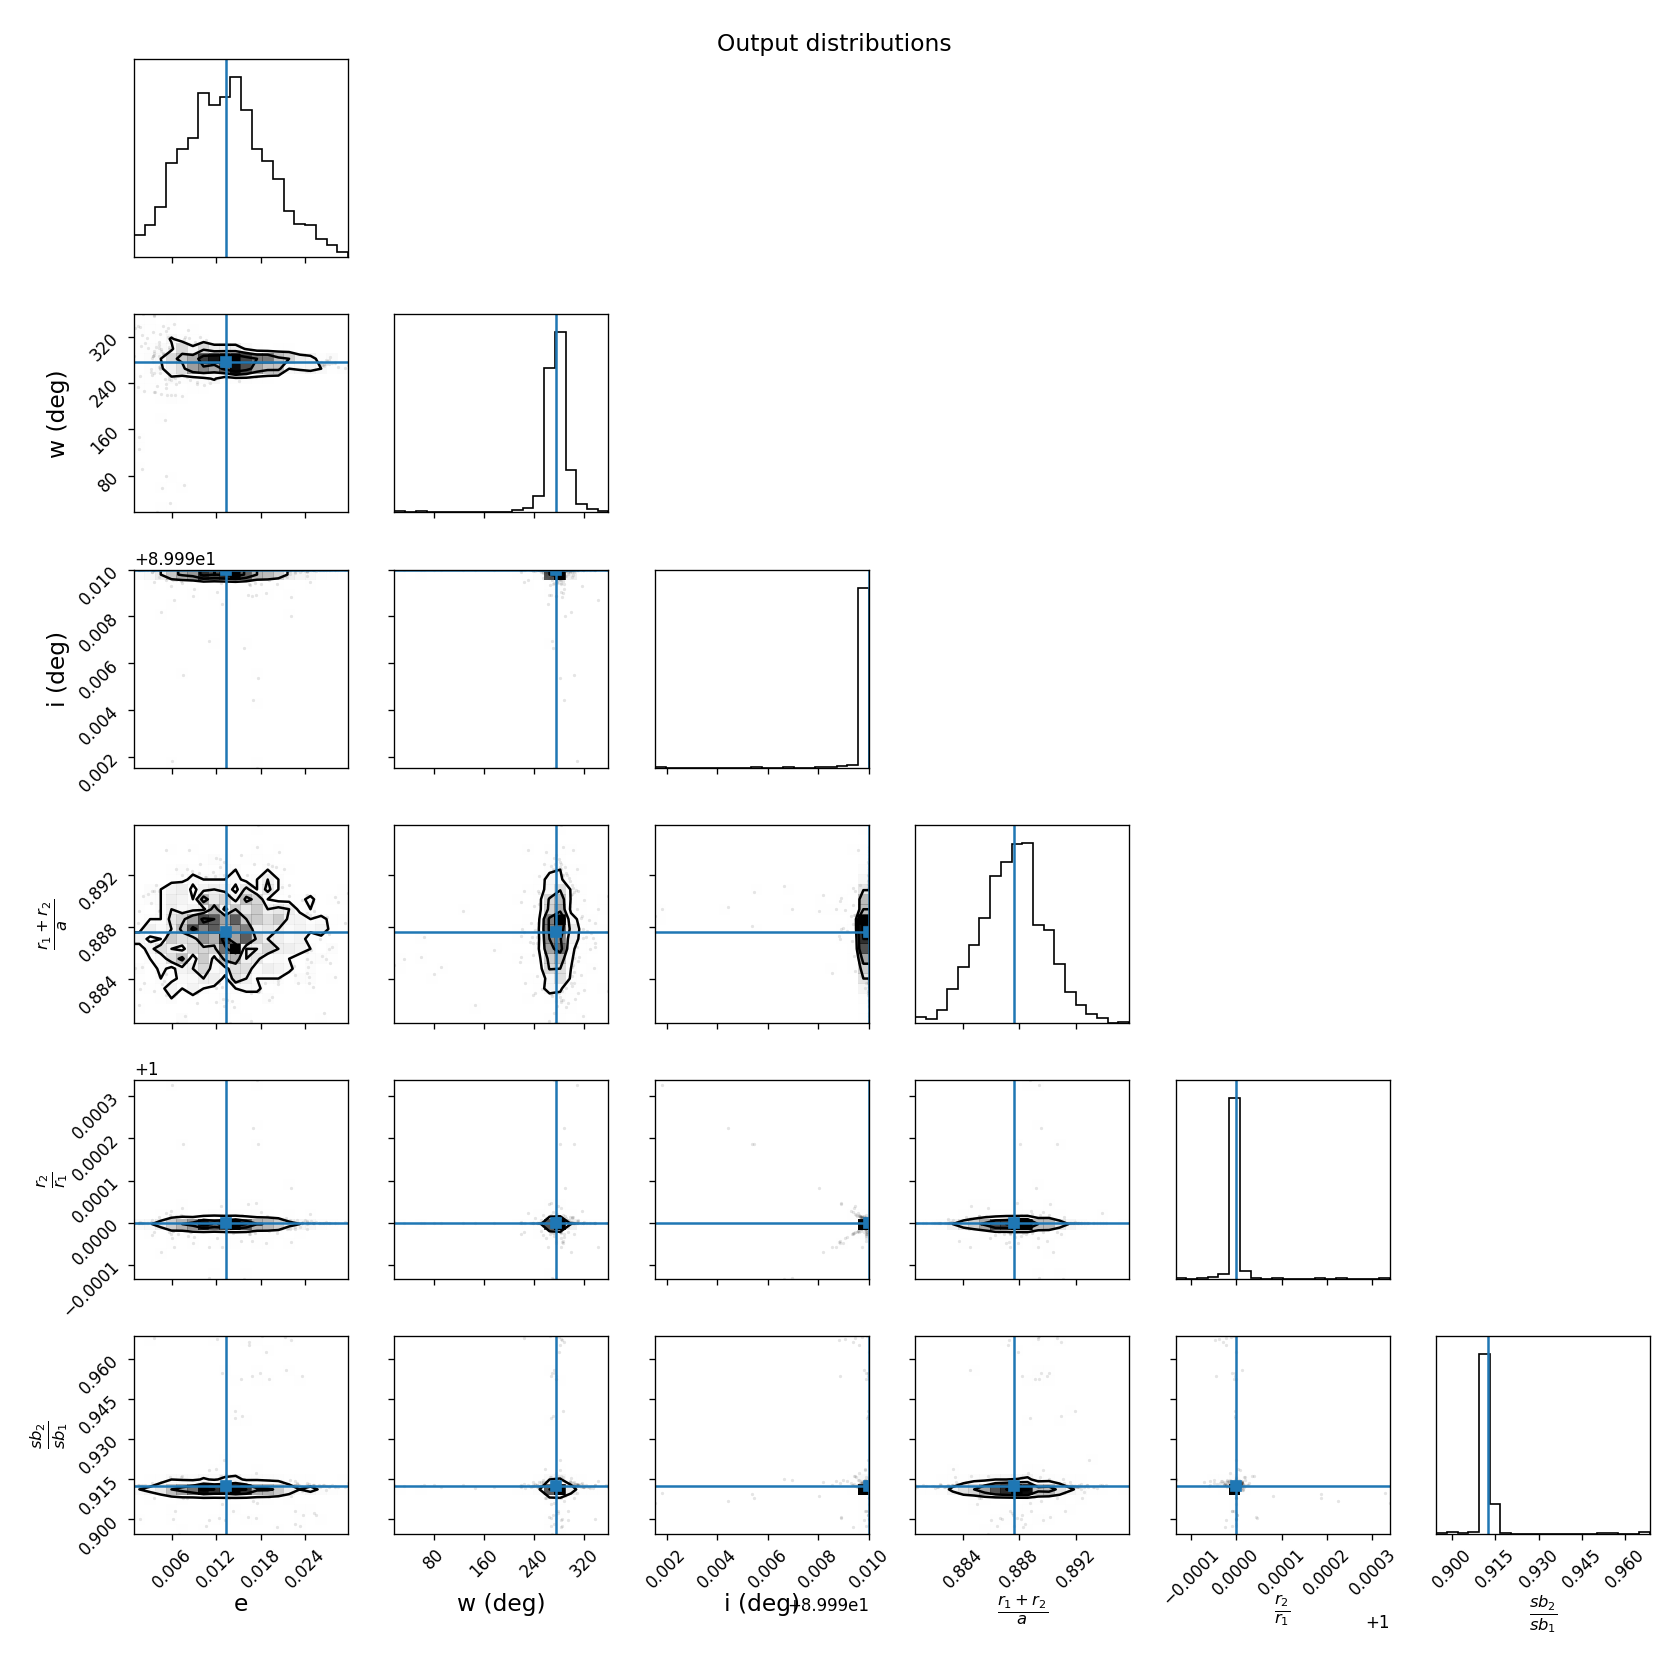 Output distributions
w (deg)
320
240
160
80
+8.999e1
i (deg)
0.010
0.008
0.006
0.004
0.002
r₁ + r₂
a
0.892
0.888
0.884
+1
r₂
r₁
0.0003
0.0002
0.0001
0.0000
−0.0001
sb₂
sb₁
0.960
0.945
0.930
0.915
0.900
0.006 0.012 0.018 0.024 80 160 240 320 0.002 0.004 0.006 0.008 0.010 0.884 0.888 0.892 −0.0001 0.0000 0.0001 0.0002 0.0003 0.900 0.915 0.930 0.945 0.960
e w (deg) i (deg) +8.999e1 r₁ + r₂ r₂ sb₂
a r₁ sb₁
+1